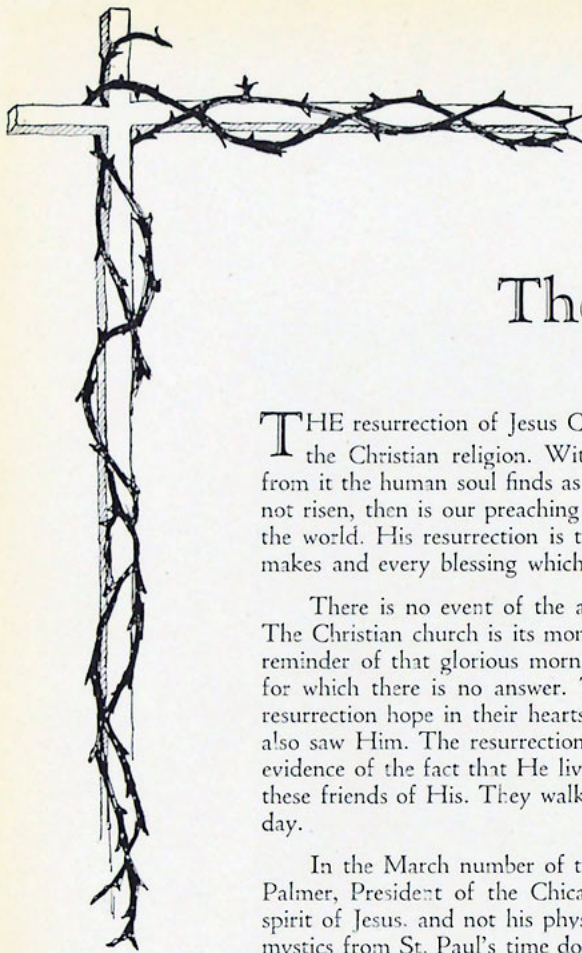 The
THE resurrection of Jesus C
the Christian religion. Wit
from it the human soul finds as
not risen, then is our preaching
the world. His resurrection is t
makes and every blessing which
There is no event of the a
The Christian church is its mor
reminder of that glorious morn
for which there is no answer. T
resurrection hope in their hearts
also saw Him. The resurrection
evidence of the fact that He liv
these friends of His. They walk
day.
In the March number of t
Palmer, President of the Chica
spirit of Jesus. and not his phys
mystics from St. Paul's time do